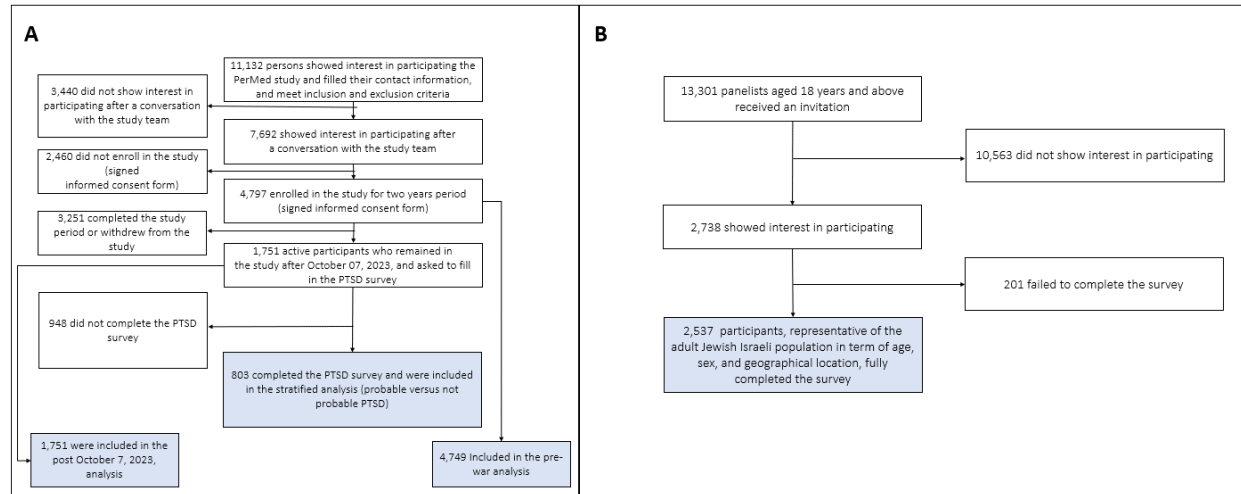 A
11,132 persons showed interest in participating the
PerMed study and filled their contact information,
and meet inclusion and exclusion criteria
3,440 did not show interest in
participating after a conversation
with the study team
7,692 showed interest in participating after
a conversation with the study team
2,460 did not enroll in the study
(signed
informed consent form)
4,797 enrolled in the study for two years period
(signed informed consent form)
3,251 completed the study
period or withdrew from the
study
1,751 active participants who remained in
the study after October 07, 2023, and asked to fill
in the PTSD survey
948 did not complete the PTSD
survey
803 completed the PTSD survey and were included
in the stratified analysis (probable versus not
probable PTSD)
1,751 were included in the
post October 7, 2023,
analysis
4,749 Included in the pre-
war analysis
B
13,301 panelists aged 18 years and above
received an invitation
10,563 did not show interest in participating
2,738 showed interest in participating
201 failed to complete the survey
2,537 participants, representative of the
adult Jewish Israeli population in term of age,
sex, and geographical location, fully
completed the survey